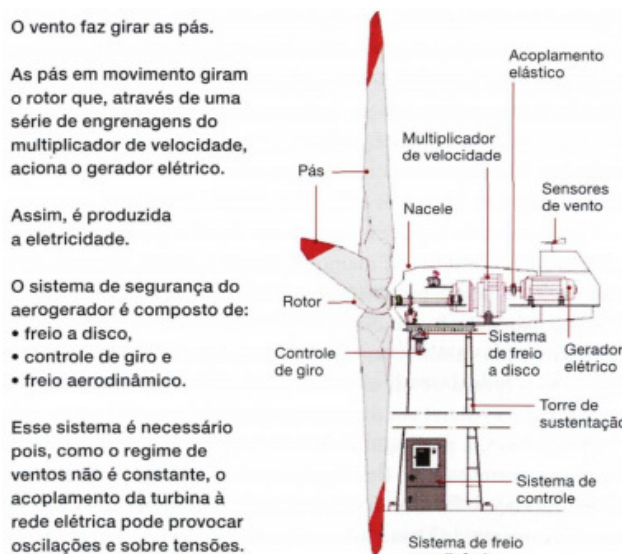 O vento faz girar as pás.
As pás em movimento giram
o rotor que, através de uma
série de engrenagens do
multiplicador de velocidade,
aciona o gerador elétrico.
Assim, é produzida
a eletricidade.
O sistema de segurança do
aerogerador é composto de:
• freio a disco,
• controle de giro e
• freio aerodinâmico.
Esse sistema é necessário
pois, como o regime de
ventos não é constante, o
acoplamento da turbina à
rede elétrica pode provocar
oscilações e sobre tensões.
Acoplamento
elástico
Multiplicador
de velocidade
Pás
Sensores
de vento
Nacele
Rotor
Controle
de giro
Sistema
de freio
a disco
Gerador
elétrico
Torre de
sustentação
Sistema de
controle
Sistema de freio